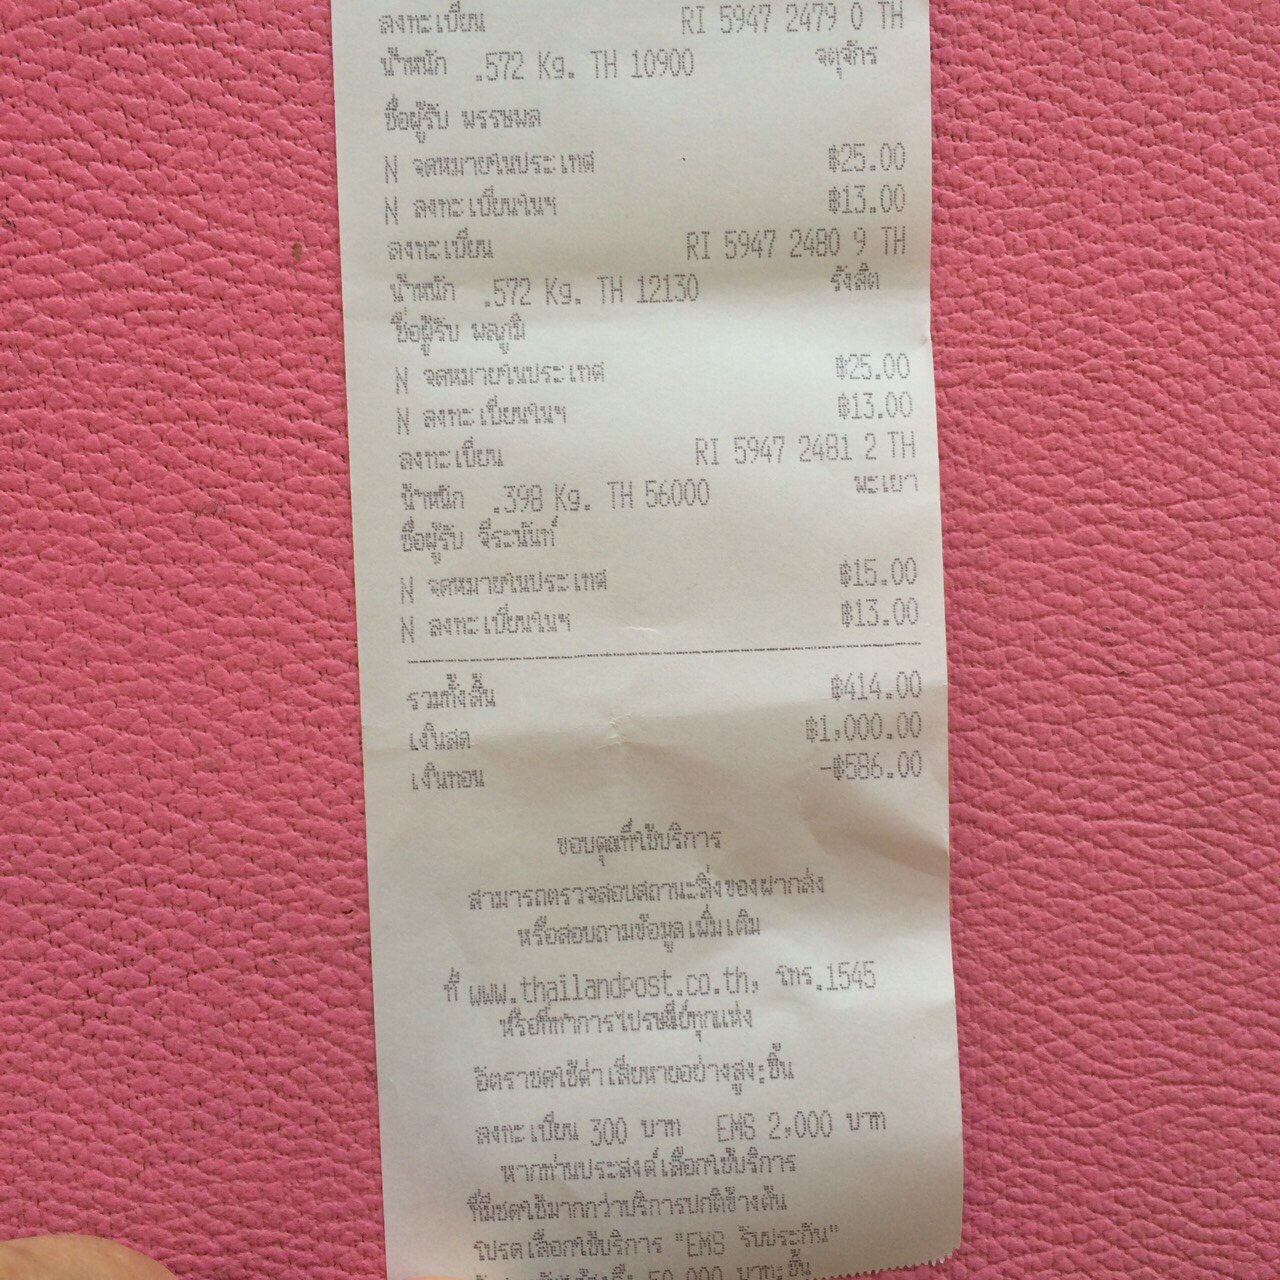 ลงทะเบียน RI 5947 2479 0 TH
น้ำหนัก .572 Kg. TH 10900 จตุจักร
ชื่อผู้รับ พรรษพล
N จดหมายในประเทศ ฿25.00
N ลงทะเบียนในฯ ฿13.00
ลงทะเบียน RI 5947 2480 9 TH
น้ำหนัก .572 Kg. TH 12130 รังสิต
ชื่อผู้รับ พลภูมิ
N จดหมายในประเทศ ฿25.00
N ลงทะเบียนในฯ ฿13.00
ลงทะเบียน RI 5947 2481 2 TH
น้ำหนัก .398 Kg. TH 56000 พะเยา
ชื่อผู้รับ จีระนันท์
N จดหมายในประเทศ ฿15.00
N ลงทะเบียนในฯ ฿13.00
รวมทั้งสิ้น ฿414.00
เงินสด ฿1,000.00
เงินทอน -฿586.00
ขอบคุณที่ใช้บริการ
สามารถตรวจสอบสถานะสิ่งของฝากส่ง
หรือสอบถามข้อมูลเพิ่มเติม
ที่ www.thailandpost.co.th, โทร.1545
หรือที่ทำการไปรษณีย์ทุกแห่ง
อัตราชดใช้ค่าเสียหายอย่างสูง:ชิ้น
ลงทะเบียน 300 บาท EMS 2,000 บาท
หากท่านประสงค์เลือกใช้บริการ
ที่มีชดใช้มากกว่าบริการปกติข้างต้น
โปรดเลือกใช้บริการ "EMS รับประกัน"
50,000 บาท:ชิ้น